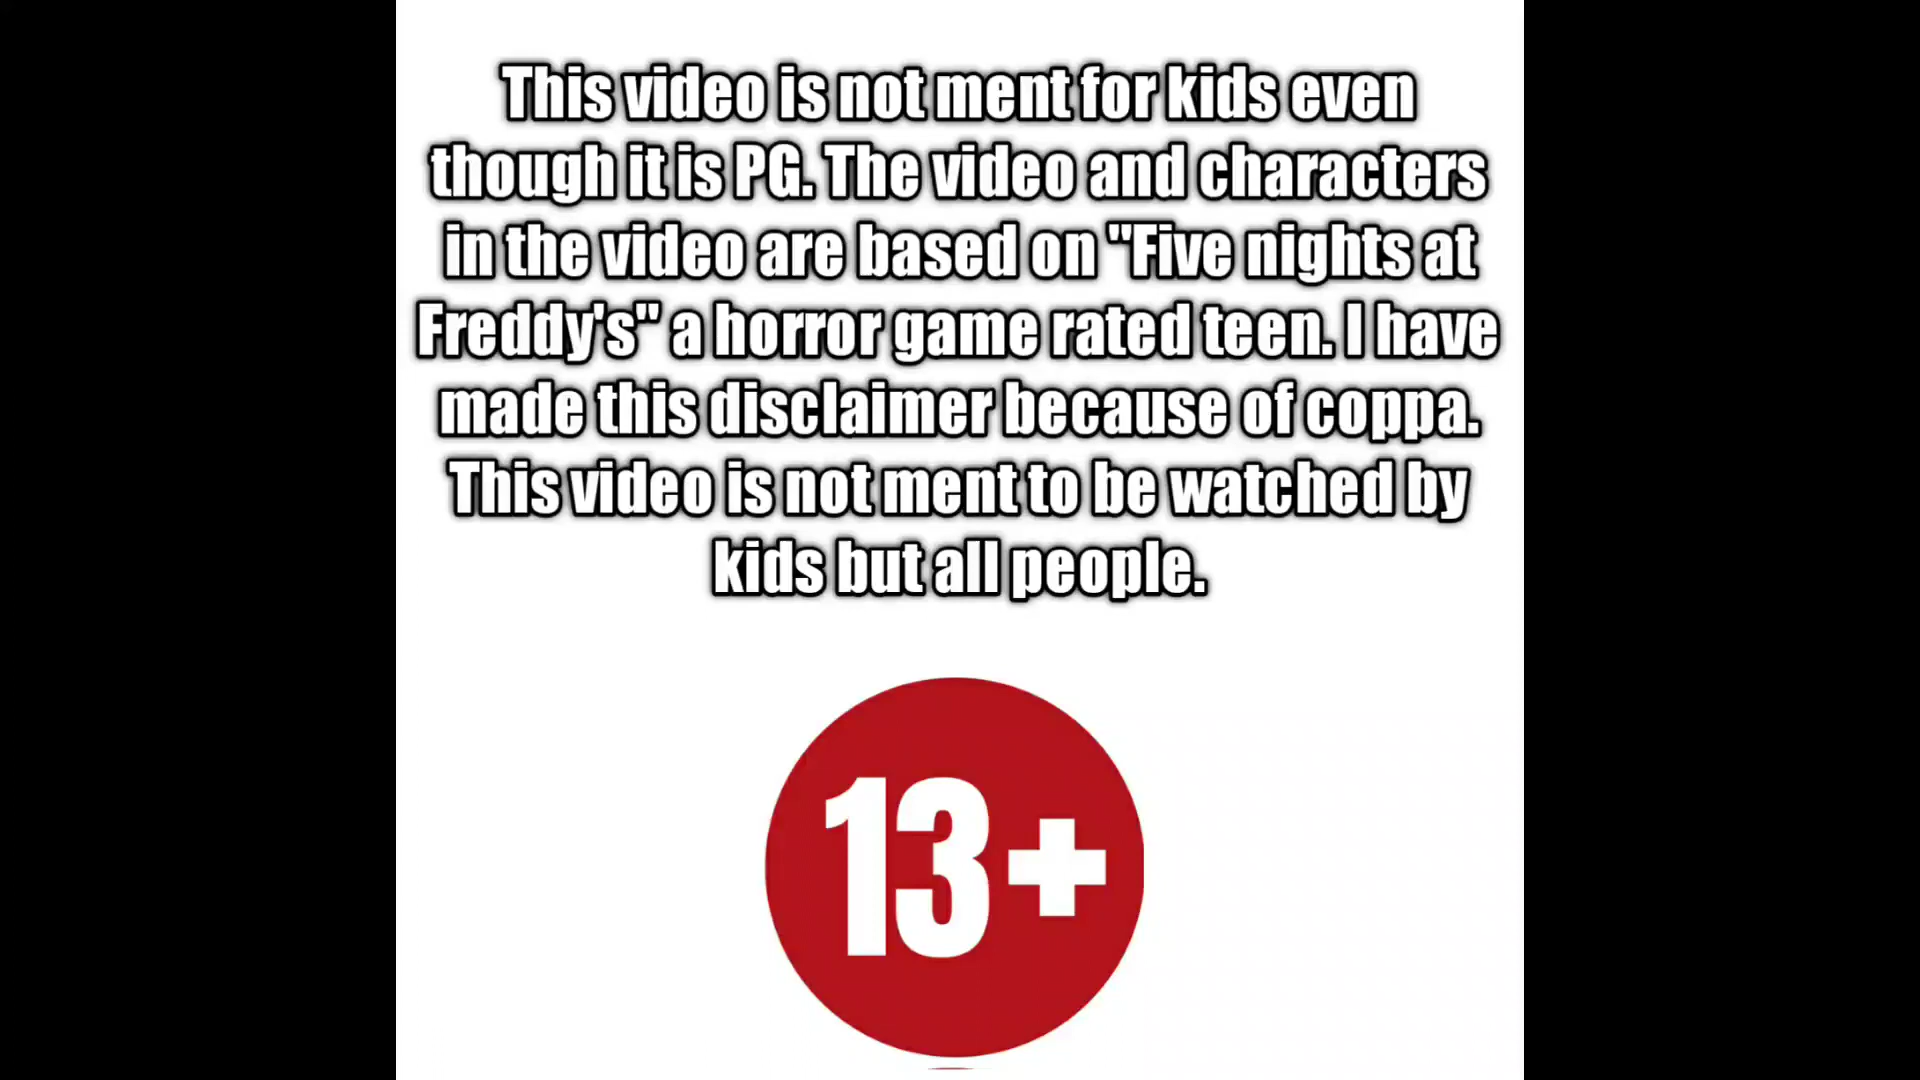 This video is not ment for kids even
though it is PG. The video and characters
in the video are based on "Five nights at
Freddy's" a horror game rated teen. I have
made this disclaimer because of coppa.
This video is not ment to be watched by
kids but all people.
13+